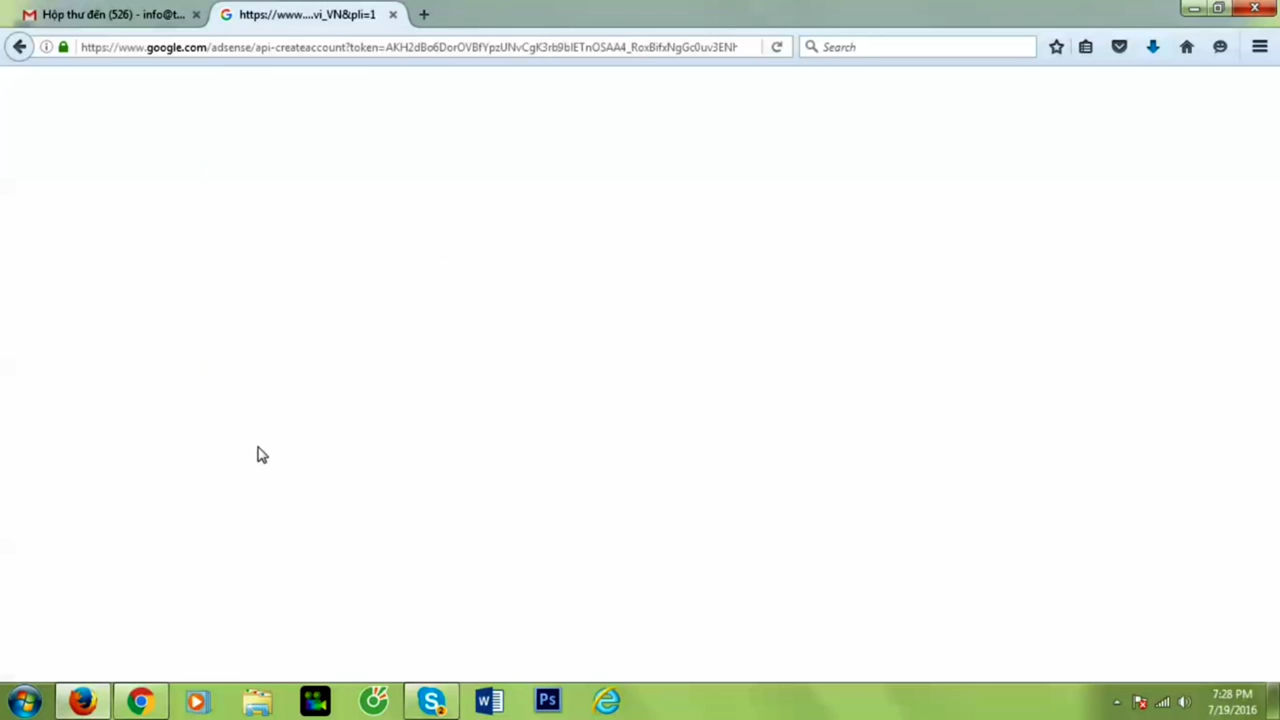 Hộp thư đến (526) - info@t...
https://www....vi_VN&pli=1
https://www.google.com/adsense/api-createaccount?token=
Search
7:28 PM
7/19/2016